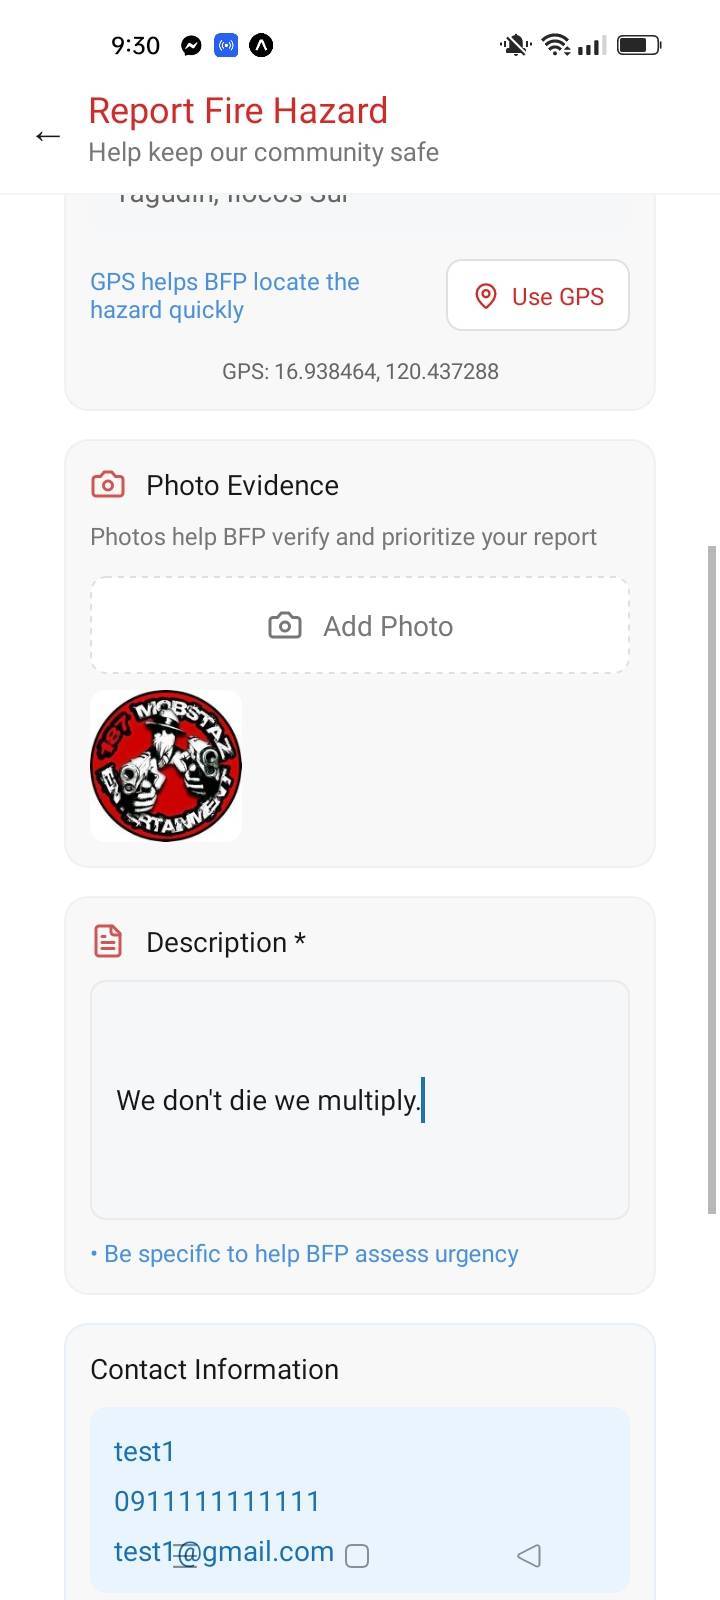 9:30
Report Fire Hazard
Help keep our community safe
Tagudin, Ilocos Sur
GPS helps BFP locate the
hazard quickly
Use GPS
GPS: 16.938464, 120.437288
Photo Evidence
Photos help BFP verify and prioritize your report
Add Photo
187 MOBSTAZ
ENTERTAINMENT
Description *
We don't die we multiply.
• Be specific to help BFP assess urgency
Contact Information
test1
0911111111111
test1@gmail.com